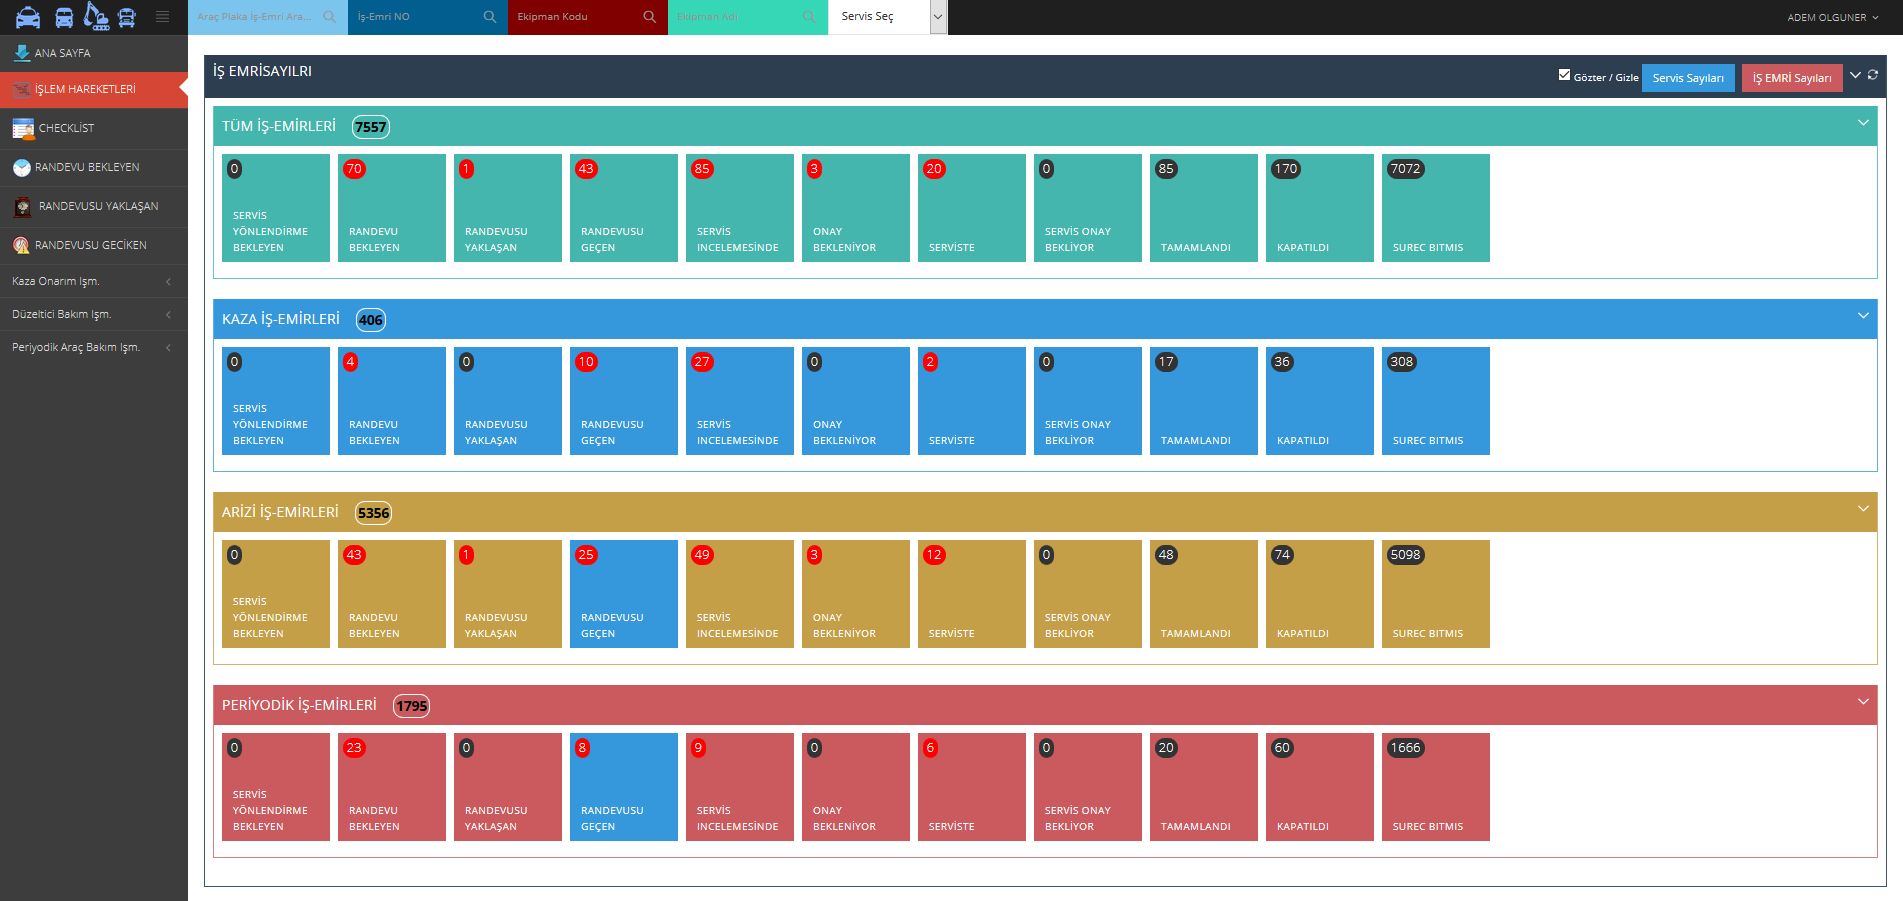 Araç Plaka İş-Emri Ara...
İş-Emri NO
Ekipman Kodu
Ekipman Adı
Servis Seç
ADEM OLGUNER
ANA SAYFA
İŞLEM HAREKETLERİ
CHECKLİST
RANDEVU BEKLEYEN
RANDEVUSU YAKLAŞAN
RANDEVUSU GECİKEN
Kaza Onarım Işm.
Düzeltici Bakım Işm.
Periyodik Araç Bakım Işm.
İŞ EMRİSAYILRI
Gözter / Gizle
Servis Sayıları
İŞ EMRİ Sayıları
TÜM İŞ-EMİRLERİ 7557
0
SERVİS
YÖNLENDİRME
BEKLEYEN
70
RANDEVU
BEKLEYEN
1
RANDEVUSU
YAKLAŞAN
43
RANDEVUSU
GEÇEN
85
SERVİS
INCELEMESİNDE
3
ONAY
BEKLENİYOR
20
SERVİSTE
0
SERVİS ONAY
BEKLİYOR
85
TAMAMLANDI
170
KAPATILDI
7072
SUREC BITMIS
KAZA İŞ-EMİRLERİ 406
0
SERVİS
YÖNLENDİRME
BEKLEYEN
4
RANDEVU
BEKLEYEN
0
RANDEVUSU
YAKLAŞAN
10
RANDEVUSU
GEÇEN
27
SERVİS
INCELEMESİNDE
0
ONAY
BEKLENİYOR
2
SERVİSTE
0
SERVİS ONAY
BEKLİYOR
17
TAMAMLANDI
36
KAPATILDI
308
SUREC BITMIS
ARİZİ İŞ-EMİRLERİ 5356
0
SERVİS
YÖNLENDİRME
BEKLEYEN
43
RANDEVU
BEKLEYEN
1
RANDEVUSU
YAKLAŞAN
25
RANDEVUSU
GEÇEN
49
SERVİS
INCELEMESİNDE
3
ONAY
BEKLENİYOR
12
SERVİSTE
0
SERVİS ONAY
BEKLİYOR
48
TAMAMLANDI
74
KAPATILDI
5098
SUREC BITMIS
PERİYODİK İŞ-EMİRLERİ 1795
0
SERVİS
YÖNLENDİRME
BEKLEYEN
23
RANDEVU
BEKLEYEN
0
RANDEVUSU
YAKLAŞAN
8
RANDEVUSU
GEÇEN
9
SERVİS
INCELEMESİNDE
0
ONAY
BEKLENİYOR
6
SERVİSTE
0
SERVİS ONAY
BEKLİYOR
20
TAMAMLANDI
60
KAPATILDI
1666
SUREC BITMIS